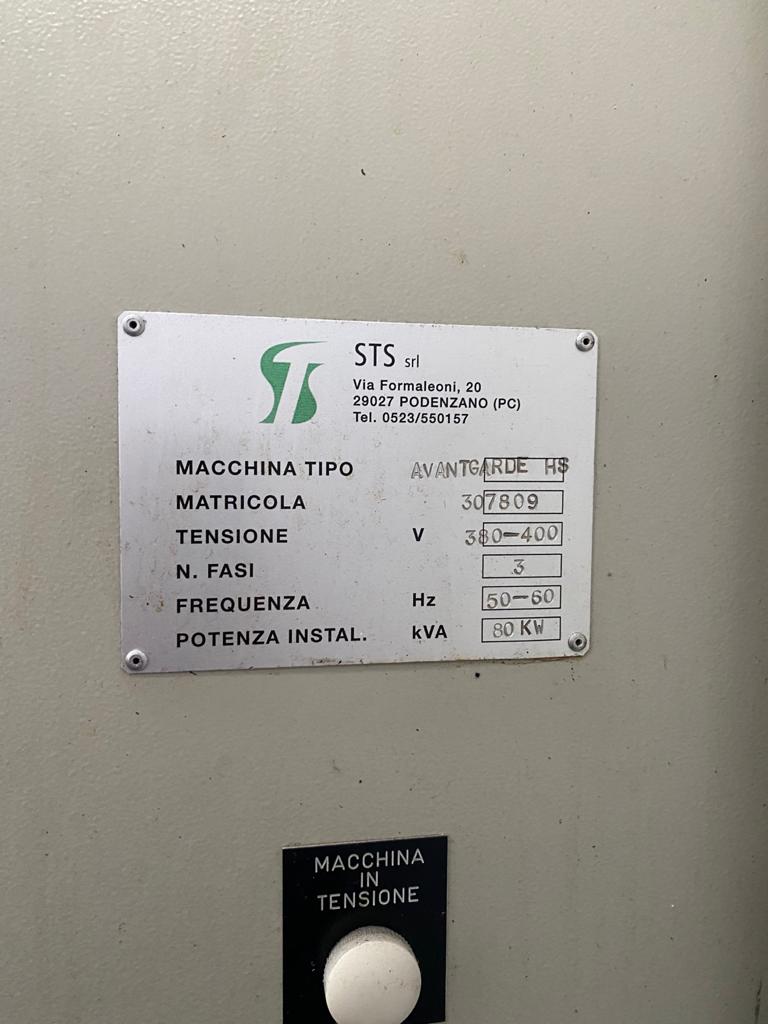 STS srl
Via Formaleoni, 20
29027 PODENZANO (PC)
Tel. 0523/550157
MACCHINA TIPO AVANTGARDE HS
MATRICOLA 307809
TENSIONE V 380-400
N. FASI 3
FREQUENZA Hz 50-60
POTENZA INSTAL. kVA 80 KW
MACCHINA
IN
TENSIONE